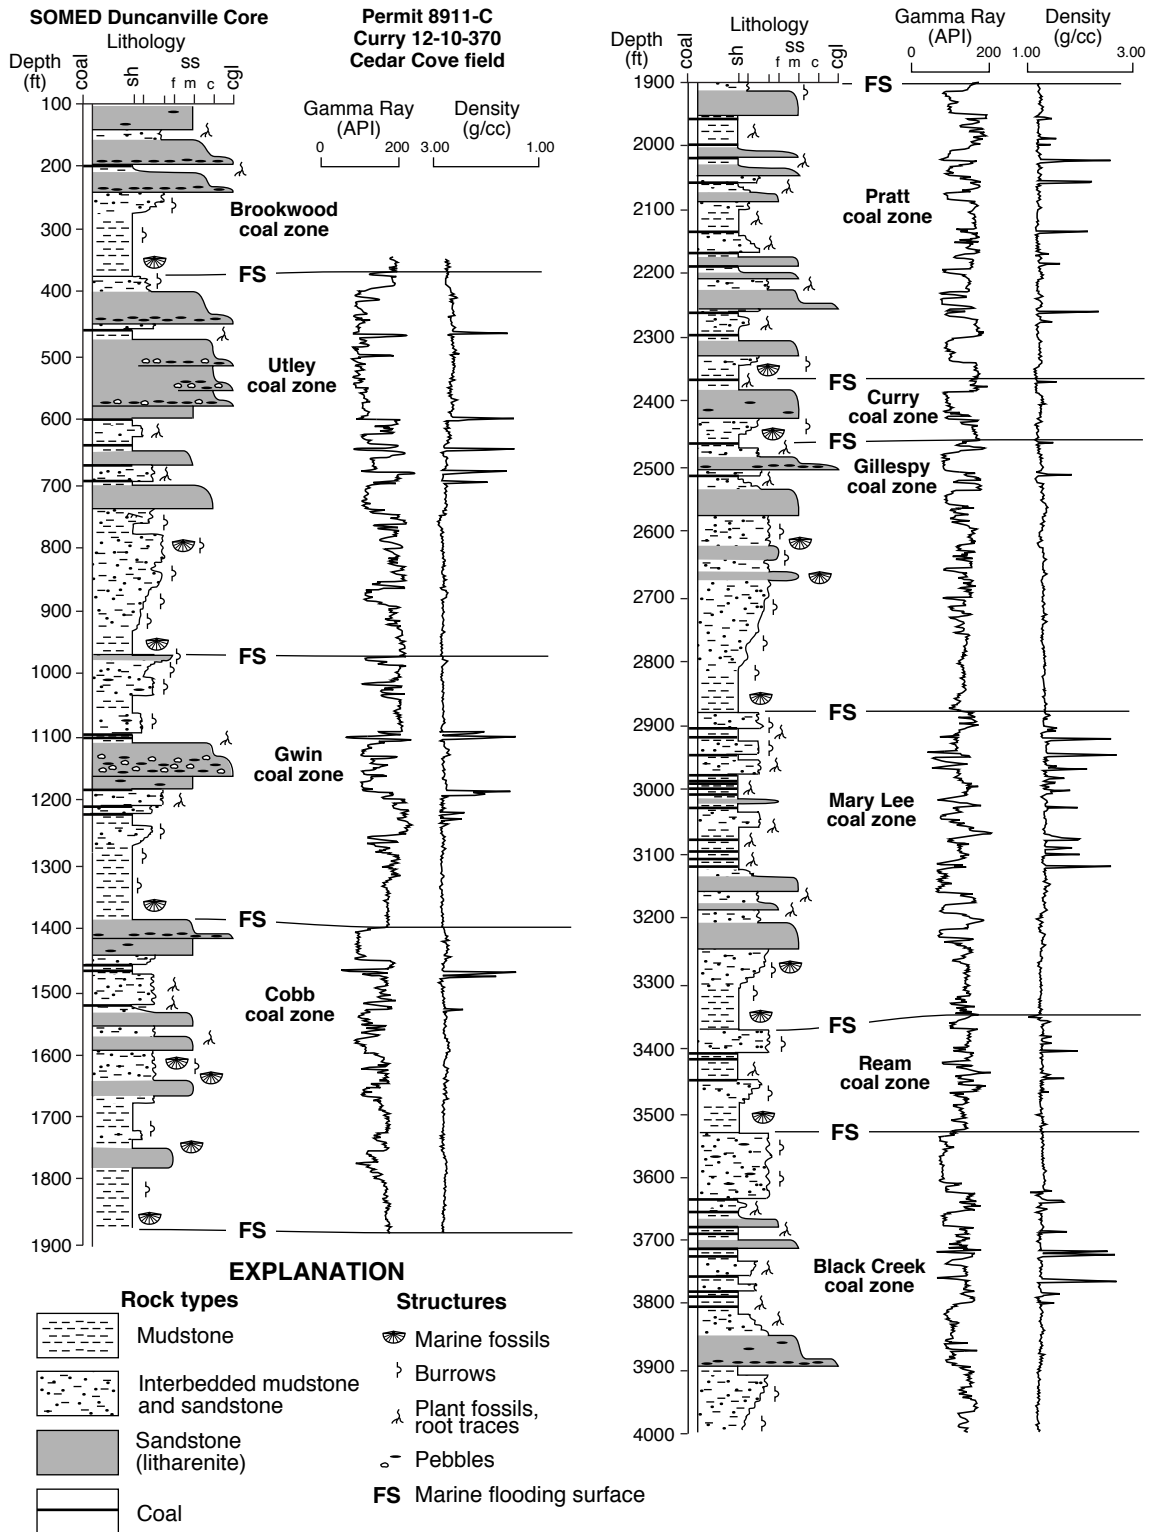 SOMED Duncanville Core
Permit 8911-C
Curry 12-10-370
Cedar Cove field
Lithology
Depth
(ft)
coal
sh
ss
f m c
cgl
Gamma Ray
(API)
0 200
Density
(g/cc)
3.00 1.00
100
200
300
400
500
600
700
800
900
1000
1100
1200
1300
1400
1500
1600
1700
1800
1900
Brookwood
coal zone
FS
Utley
coal zone
FS
Gwin
coal zone
FS
Cobb
coal zone
FS
Lithology
Depth
(ft)
coal
sh
ss
f m c
cgl
Gamma Ray
(API)
0 200
Density
(g/cc)
1.00 3.00
1900
2000
2100
2200
2300
2400
2500
2600
2700
2800
2900
3000
3100
3200
3300
3400
3500
3600
3700
3800
3900
4000
FS
Pratt
coal zone
FS
Curry
coal zone
FS
Gillespy
coal zone
FS
Mary Lee
coal zone
FS
Ream
coal zone
FS
Black Creek
coal zone
EXPLANATION
Rock types
Mudstone
Interbedded mudstone
and sandstone
Sandstone
(litharenite)
Coal
Structures
Marine fossils
Burrows
Plant fossils,
root traces
Pebbles
FS Marine flooding surface